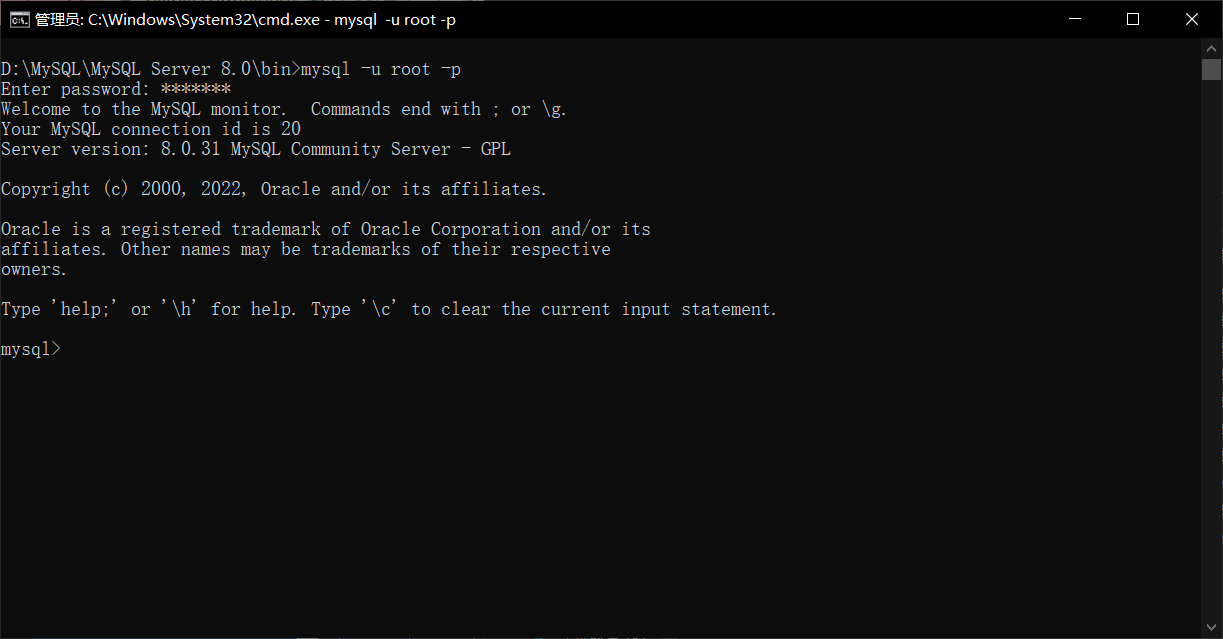 管理员: C:\Windows\System32\cmd.exe - mysql  -u root -p
D:\MySQL\MySQL Server 8.0\bin>mysql -u root -p
Enter password: *******
Welcome to the MySQL monitor.  Commands end with ; or \g.
Your MySQL connection id is 20
Server version: 8.0.31 MySQL Community Server - GPL
Copyright (c) 2000, 2022, Oracle and/or its affiliates.
Oracle is a registered trademark of Oracle Corporation and/or its
affiliates. Other names may be trademarks of their respective
owners.
Type 'help;' or '\h' for help. Type '\c' to clear the current input statement.
mysql>